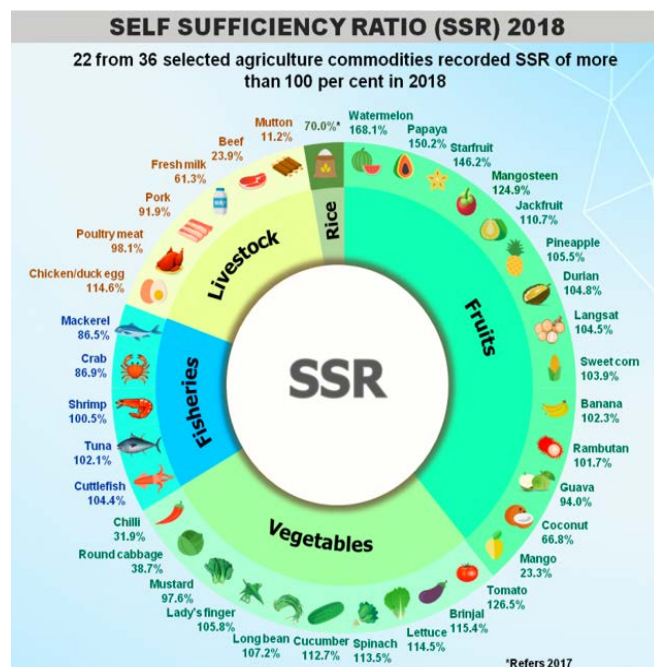 SELF SUFFICIENCY RATIO (SSR) 2018
22 from 36 selected agriculture commodities recorded SSR of more
than 100 per cent in 2018
70.0%*
Rice
Watermelon
168.1%
Papaya
150.2%
Starfruit
146.2%
Mangosteen
124.9%
Jackfruit
110.7%
Pineapple
105.5%
Durian
104.8%
Langsat
104.5%
Sweet corn
103.9%
Banana
102.3%
Rambutan
101.7%
Guava
94.0%
Coconut
66.8%
Mango
23.3%
Fruits
Tomato
126.5%
Brinjal
115.4%
Lettuce
114.5%
Spinach
113.5%
Cucumber
112.7%
Long bean
107.2%
Lady's finger
105.8%
Mustard
97.6%
Round cabbage
38.7%
Chilli
31.9%
Vegetables
Cuttlefish
104.4%
Tuna
102.1%
Shrimp
100.5%
Crab
86.9%
Mackerel
86.5%
Fisheries
Chicken/duck egg
114.6%
Poultry meat
98.1%
Pork
91.9%
Fresh milk
61.3%
Beef
23.9%
Mutton
11.2%
Livestock
SSR
*Refers 2017